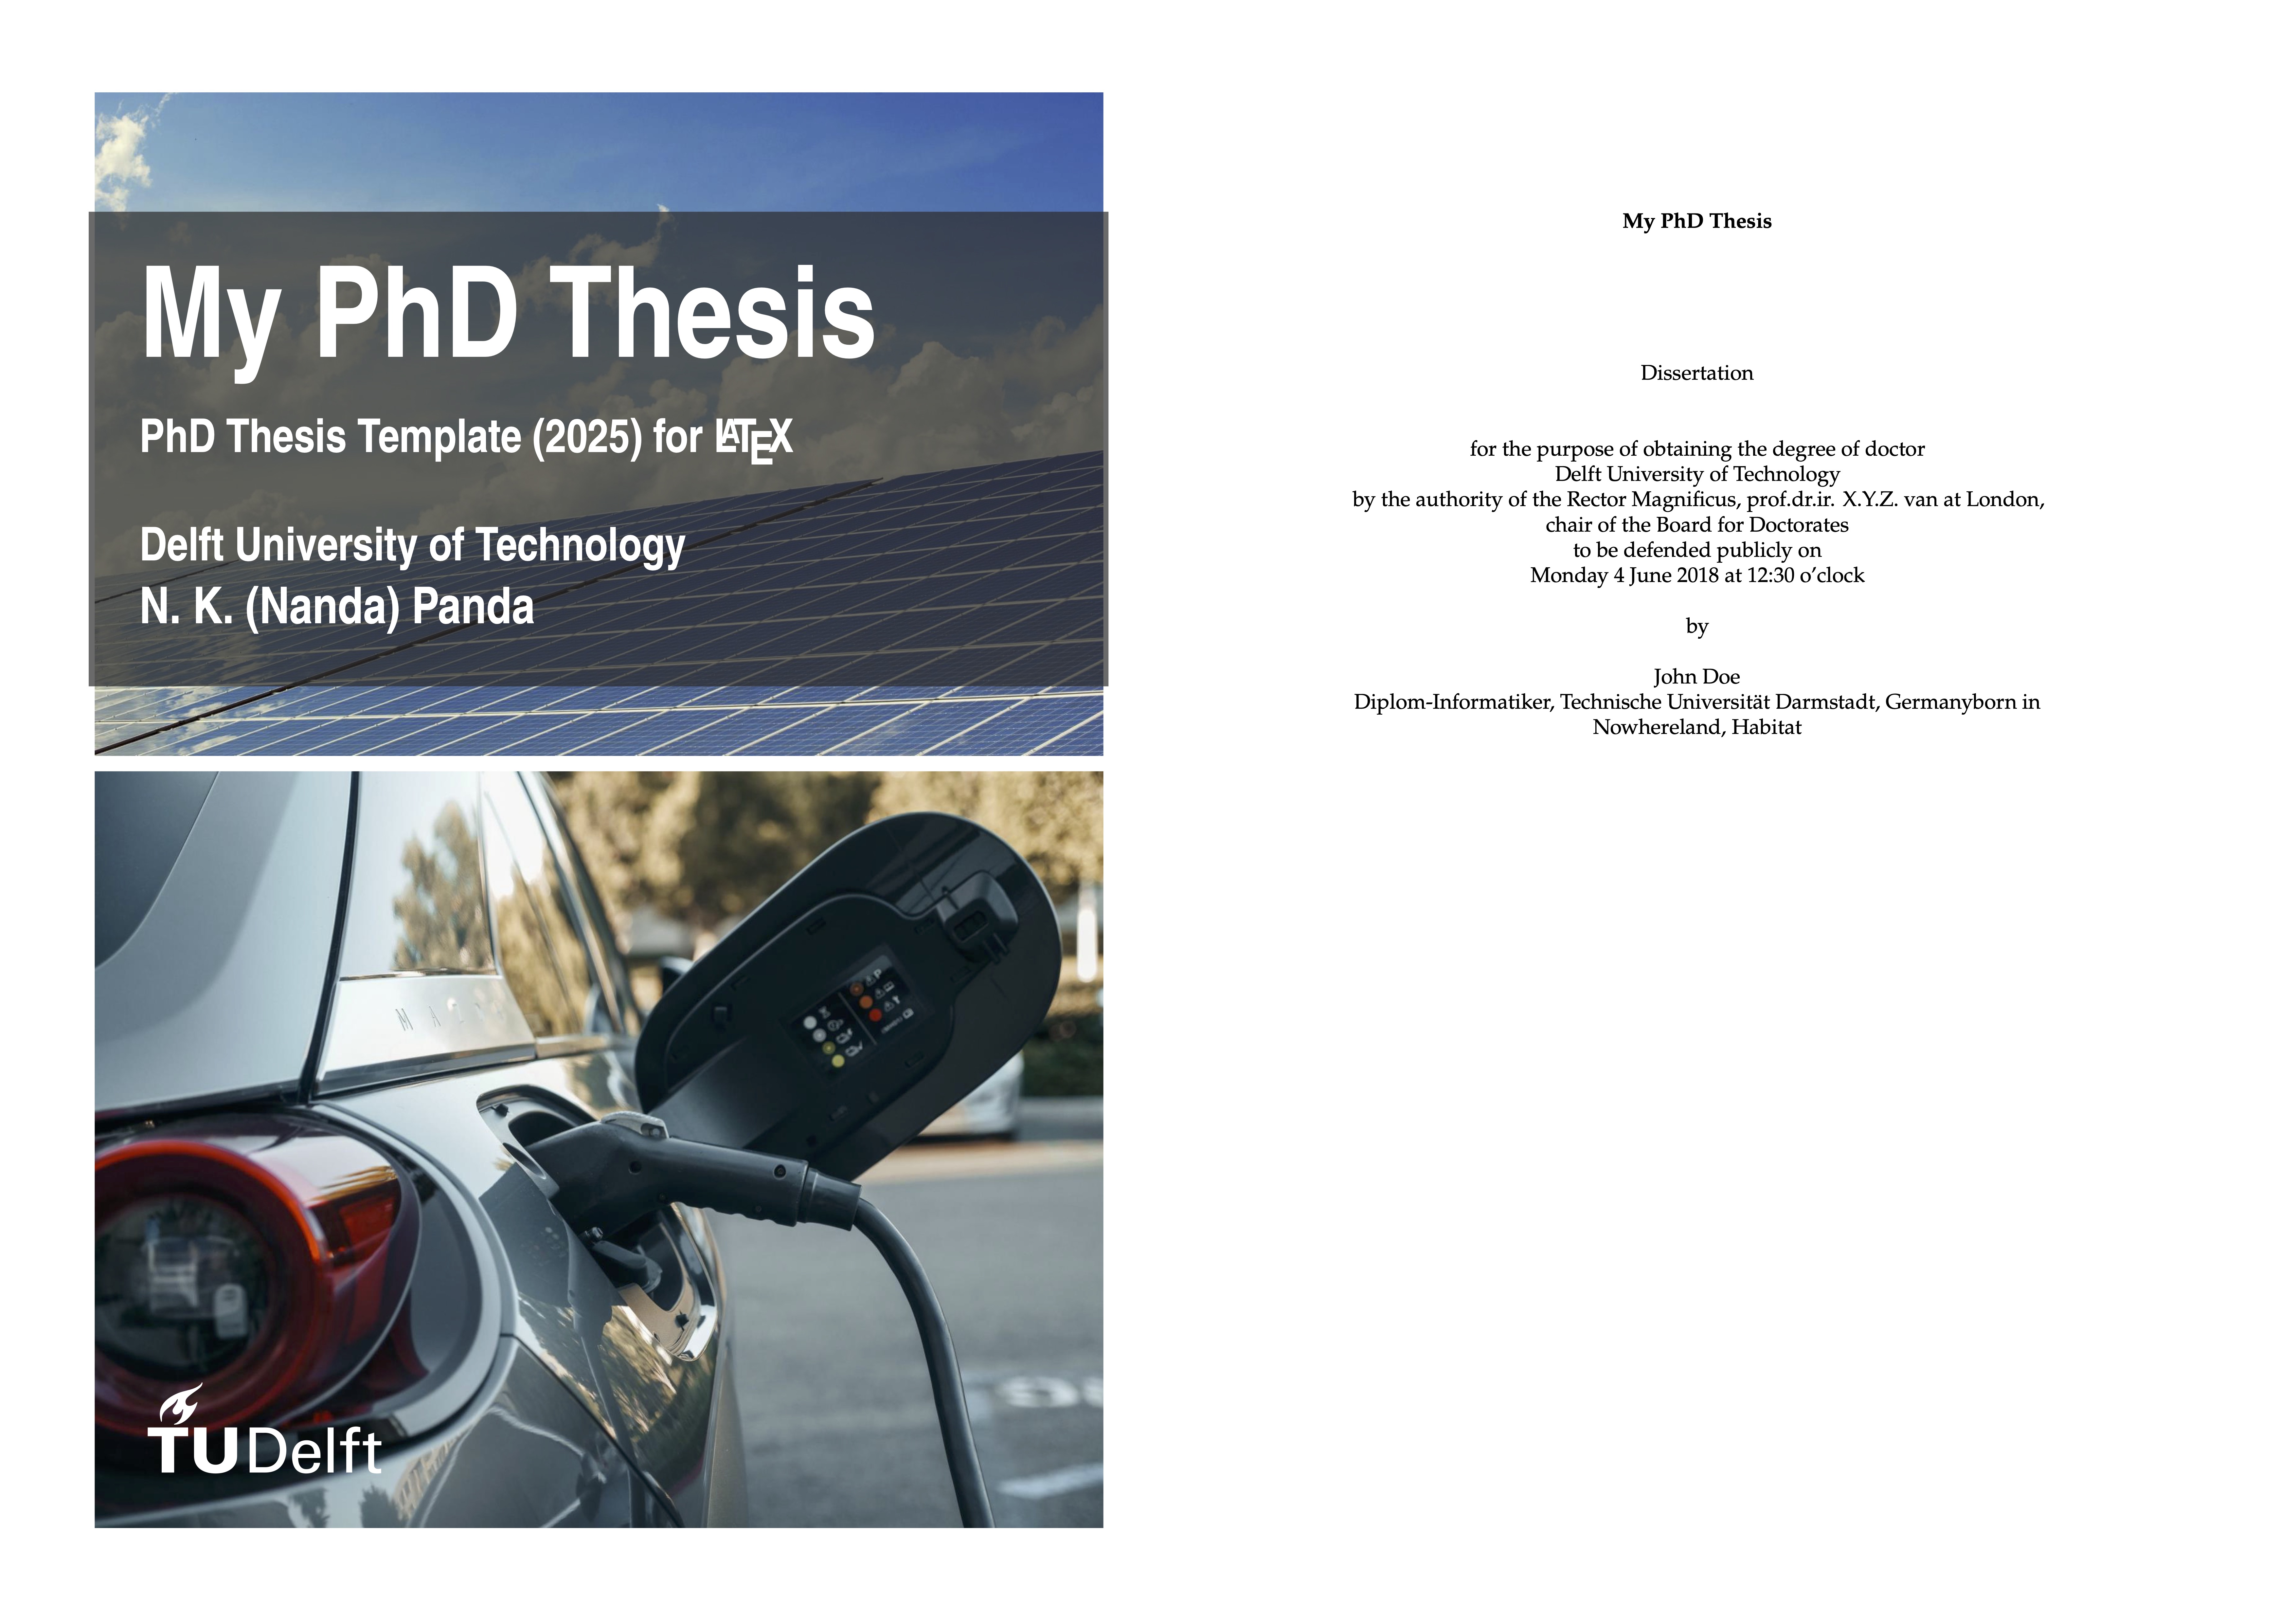 My PhD Thesis
PhD Thesis Template (2025) for LATEX
Delft University of Technology
N. K. (Nanda) Panda
TUDelft
My PhD Thesis
Dissertation
for the purpose of obtaining the degree of doctor
Delft University of Technology
by the authority of the Rector Magnificus, prof.dr.ir. X.Y.Z. van at London,
chair of the Board for Doctorates
to be defended publicly on
Monday 4 June 2018 at 12:30 o’clock
by
John Doe
Diplom-Informatiker, Technische Universität Darmstadt, Germanyborn in
Nowhereland, Habitat